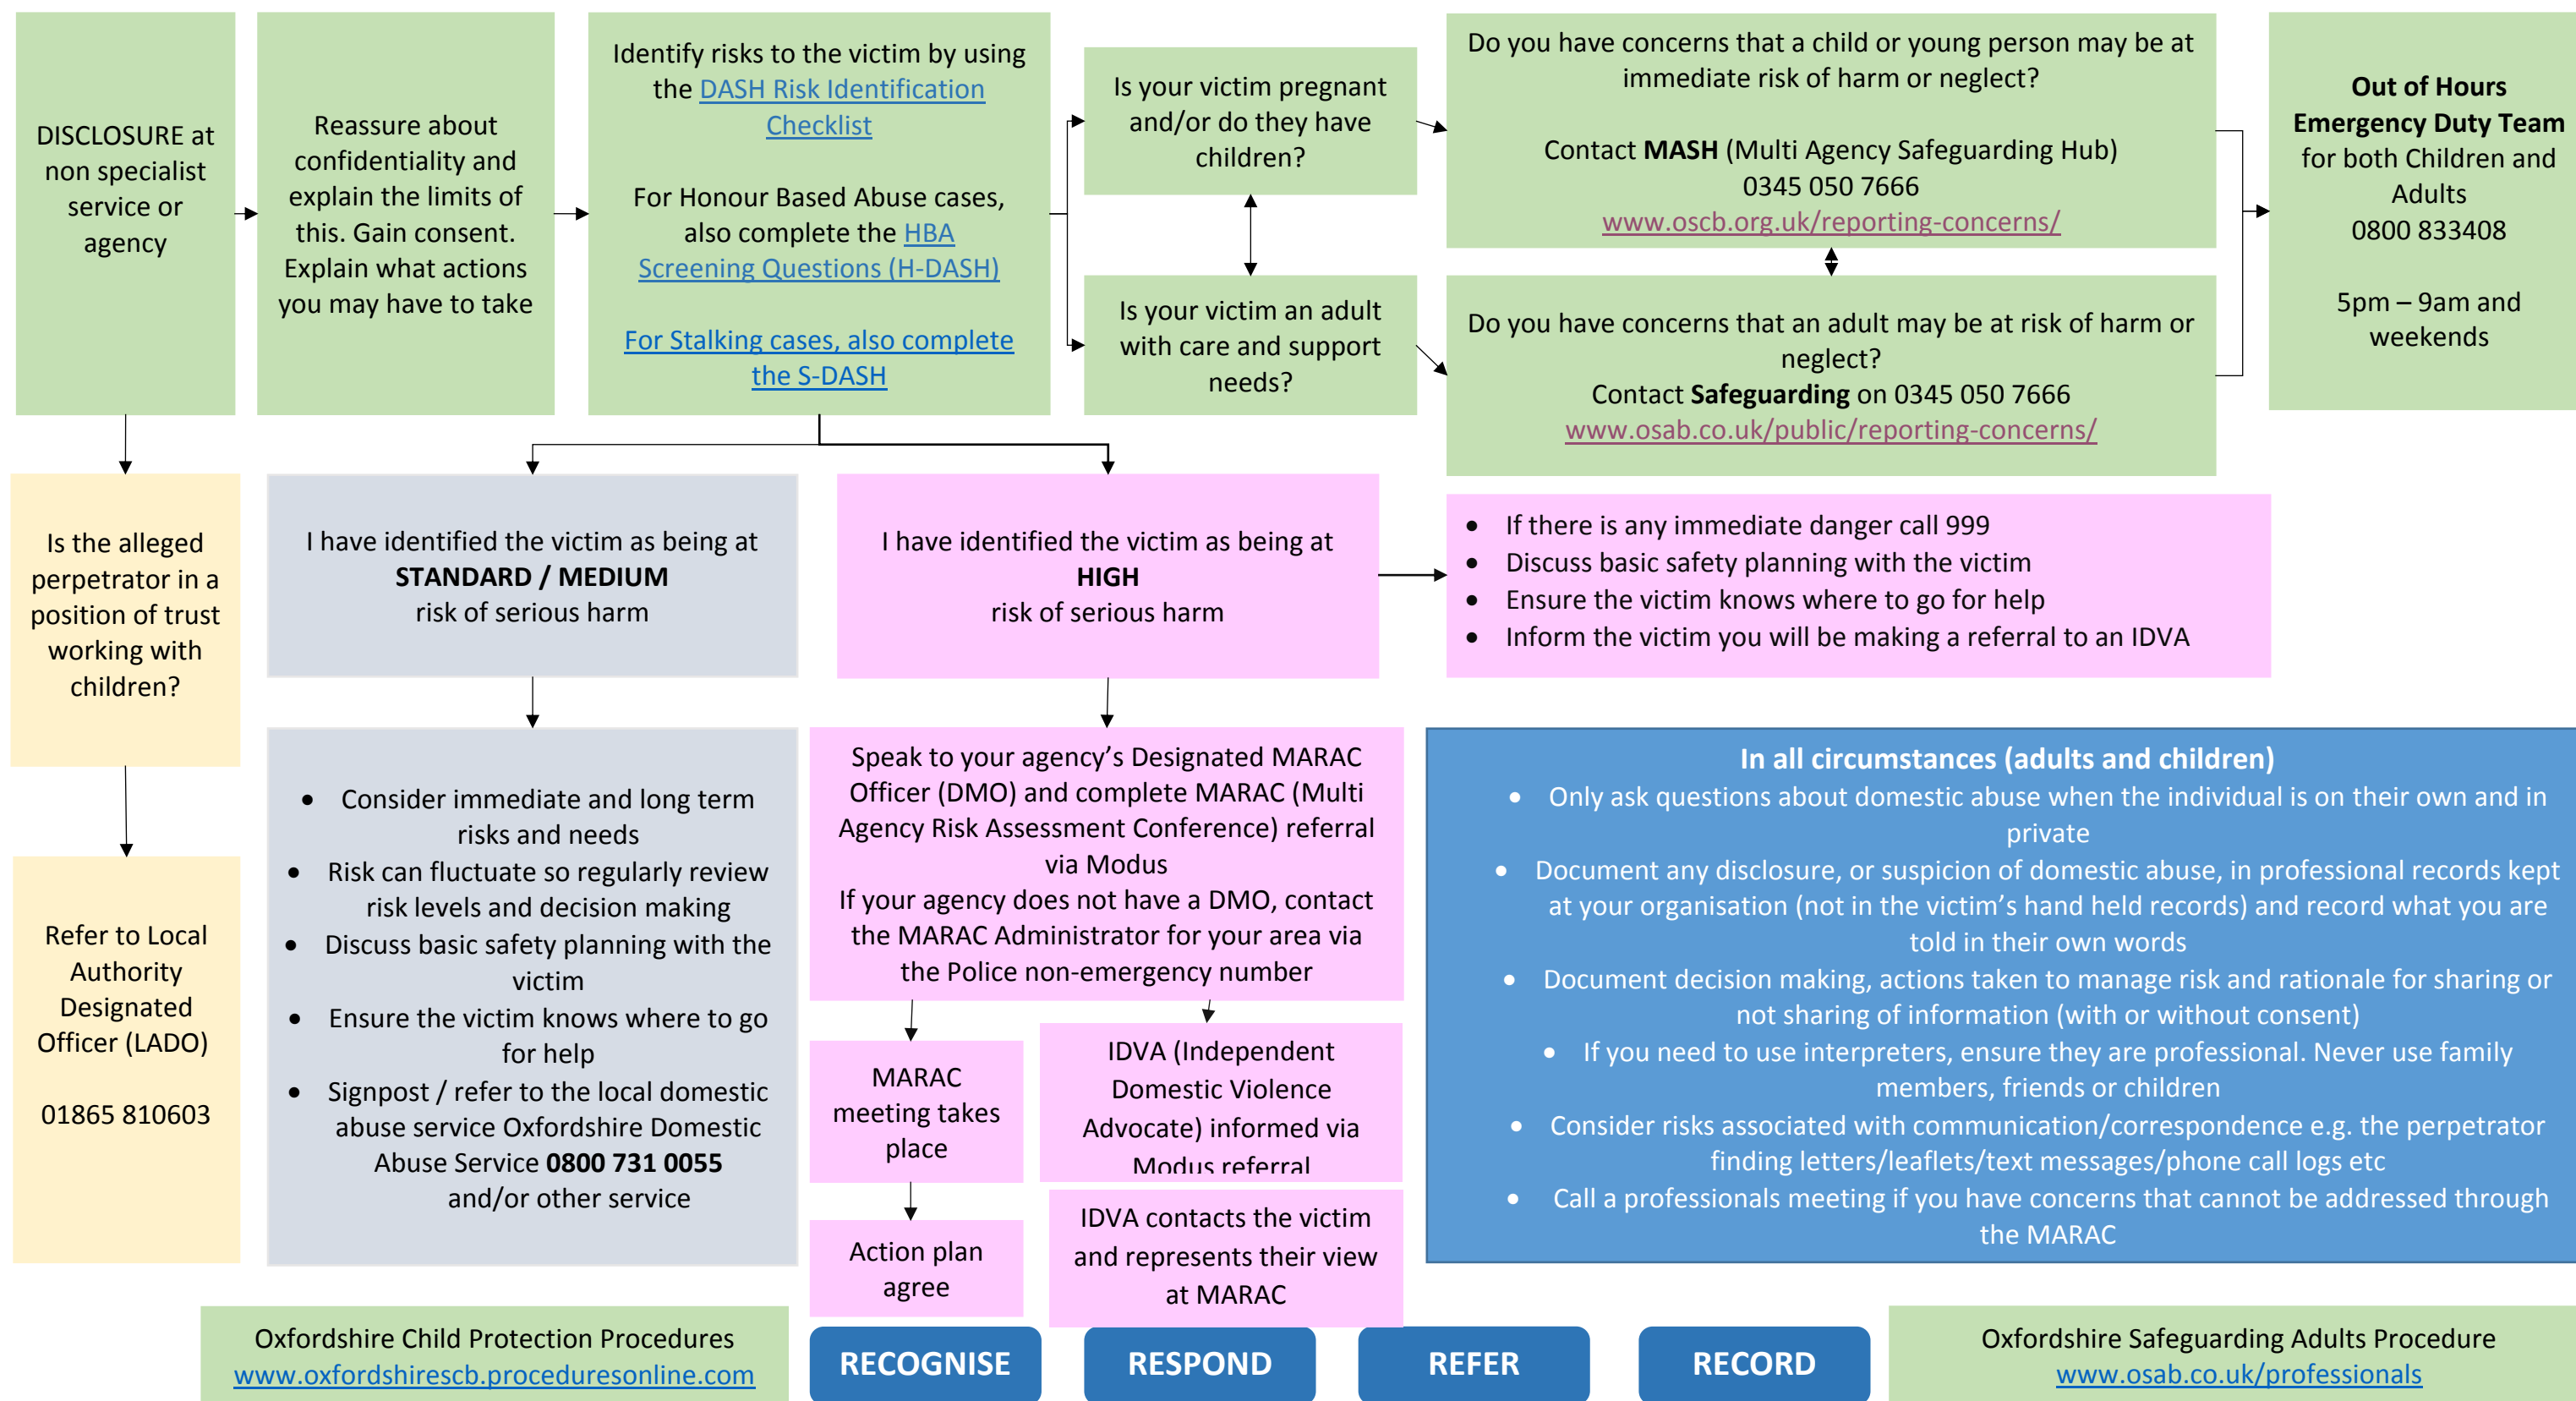 DISCLOSURE at
non specialist
service or
agency
Reassure about
confidentiality and
explain the limits of
this. Gain consent.
Explain what actions
you may have to take
Identify risks to the victim by using
the DASH Risk Identification
Checklist
For Honour Based Abuse cases,
also complete the HBA
Screening Questions (H-DASH)
For Stalking cases, also complete
the S-DASH
Is your victim pregnant
and/or do they have
children?
Is your victim an adult
with care and support
needs?
Do you have concerns that a child or young person may be at
immediate risk of harm or neglect?
Contact MASH (Multi Agency Safeguarding Hub)
0345 050 7666
www.oscb.org.uk/reporting-concerns/
Do you have concerns that an adult may be at risk of harm or
neglect?
Contact Safeguarding on 0345 050 7666
www.osab.co.uk/public/reporting-concerns/
Out of Hours
Emergency Duty Team
for both Children and
Adults
0800 833408
5pm – 9am and
weekends
Is the alleged
perpetrator in a
position of trust
working with
children?
Refer to Local
Authority
Designated
Officer (LADO)
01865 810603
I have identified the victim as being at
STANDARD / MEDIUM
risk of serious harm
• Consider immediate and long term
risks and needs
• Risk can fluctuate so regularly review
risk levels and decision making
• Discuss basic safety planning with the
victim
• Ensure the victim knows where to go
for help
• Signpost / refer to the local domestic
abuse service Oxfordshire Domestic
Abuse Service 0800 731 0055
and/or other service
I have identified the victim as being at
HIGH
risk of serious harm
• If there is any immediate danger call 999
• Discuss basic safety planning with the victim
• Ensure the victim knows where to go for help
• Inform the victim you will be making a referral to an IDVA
Speak to your agency’s Designated MARAC
Officer (DMO) and complete MARAC (Multi
Agency Risk Assessment Conference) referral
via Modus
If your agency does not have a DMO, contact
the MARAC Administrator for your area via
the Police non-emergency number
MARAC
meeting takes
place
Action plan
agree
IDVA (Independent
Domestic Violence
Advocate) informed via
Modus referral
IDVA contacts the victim
and represents their view
at MARAC
In all circumstances (adults and children)
• Only ask questions about domestic abuse when the individual is on their own and in
private
• Document any disclosure, or suspicion of domestic abuse, in professional records kept
at your organisation (not in the victim’s hand held records) and record what you are
told in their own words
• Document decision making, actions taken to manage risk and rationale for sharing or
not sharing of information (with or without consent)
• If you need to use interpreters, ensure they are professional. Never use family
members, friends or children
• Consider risks associated with communication/correspondence e.g. the perpetrator
finding letters/leaflets/text messages/phone call logs etc
• Call a professionals meeting if you have concerns that cannot be addressed through
the MARAC
Oxfordshire Child Protection Procedures
www.oxfordshirescb.proceduresonline.com
RECOGNISE
RESPOND
REFER
RECORD
Oxfordshire Safeguarding Adults Procedure
www.osab.co.uk/professionals